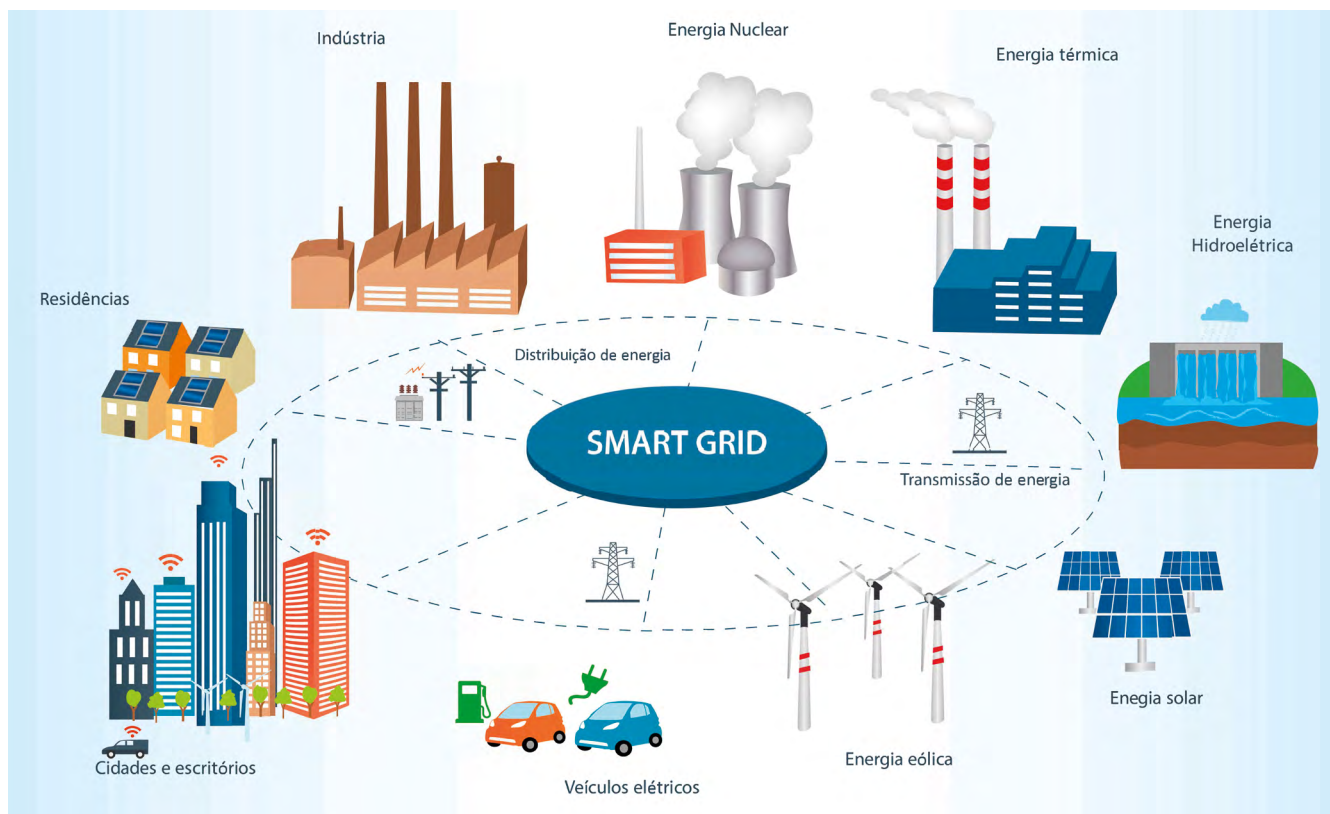 Indústria
Energia Nuclear
Energia térmica
Energia
Hidroelétrica
Residências
Distribuição de energia
SMART GRID
Transmissão de energia
Enegia solar
Energia eólica
Cidades e escritórios
Veículos elétricos